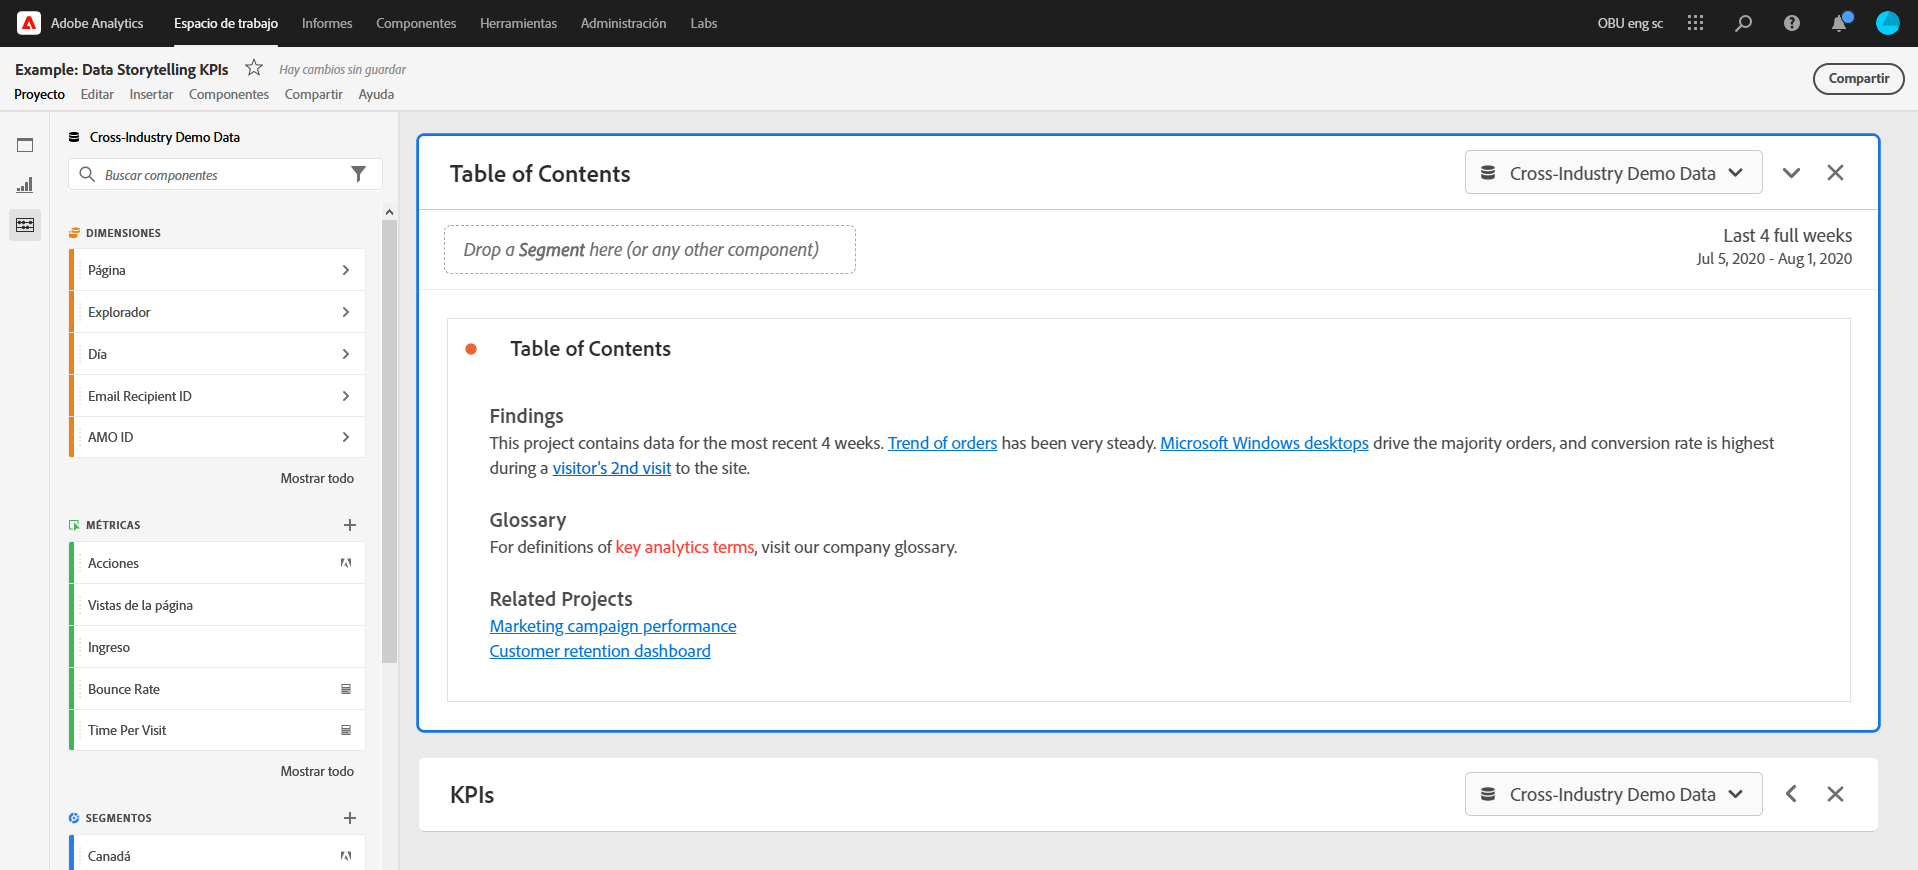 Adobe Analytics Espacio de trabajo Informes Componentes Herramientas Administración Labs OBU eng sc
Example: Data Storytelling KPIs Hay cambios sin guardar
Proyecto Editar Insertar Componentes Compartir Ayuda
Compartir
Cross-Industry Demo Data
Buscar componentes
DIMENSIONES
Página
Explorador
Día
Email Recipient ID
AMO ID
Mostrar todo
MÉTRICAS
Acciones
Vistas de la página
Ingreso
Bounce Rate
Time Per Visit
Mostrar todo
SEGMENTOS
Canadá
Table of Contents
Cross-Industry Demo Data
Drop a Segment here (or any other component)
Last 4 full weeks
Jul 5, 2020 - Aug 1, 2020
Table of Contents
Findings
This project contains data for the most recent 4 weeks. Trend of orders has been very steady. Microsoft Windows desktops drive the majority orders, and conversion rate is highest
during a visitor's 2nd visit to the site.
Glossary
For definitions of key analytics terms, visit our company glossary.
Related Projects
Marketing campaign performance
Customer retention dashboard
KPIs
Cross-Industry Demo Data